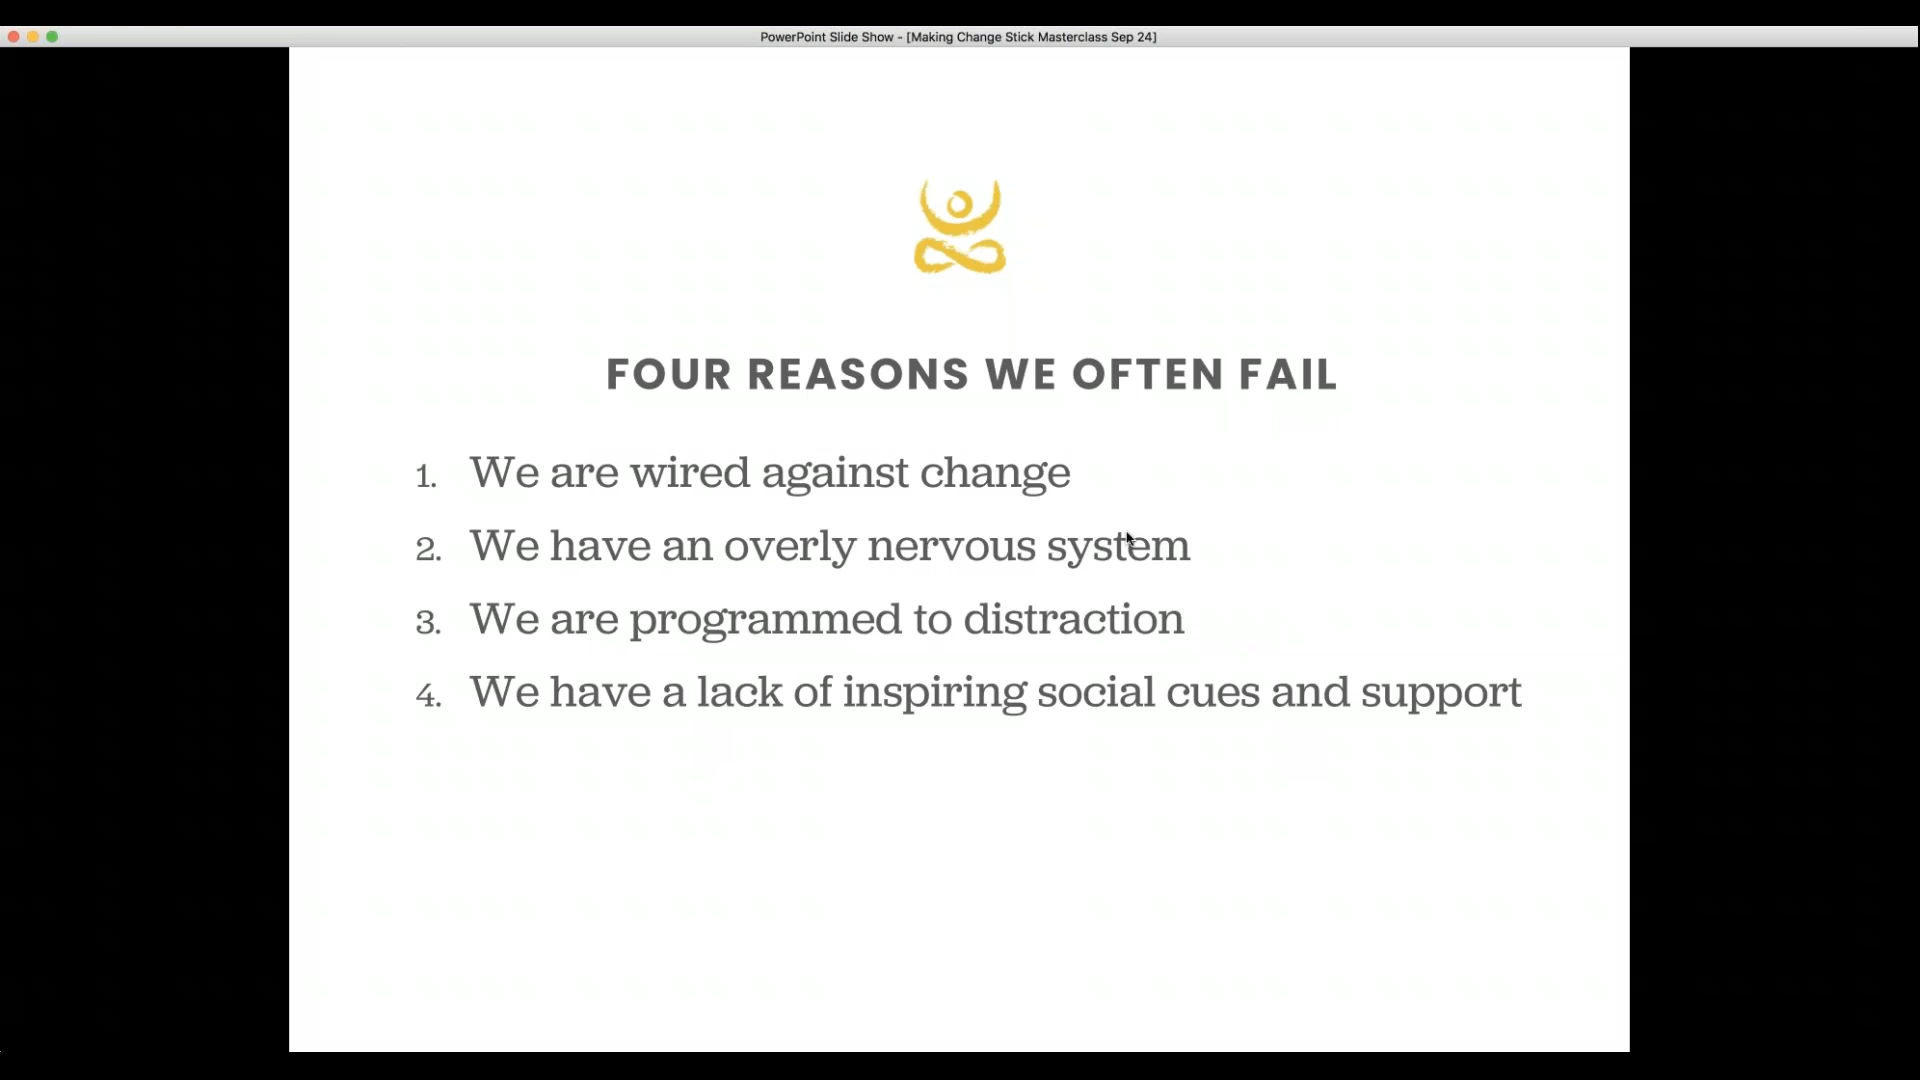 PowerPoint Slide Show - [Making Change Stick Masterclass Sep 24]
FOUR REASONS WE OFTEN FAIL
1. We are wired against change
2. We have an overly nervous system
3. We are programmed to distraction
4. We have a lack of inspiring social cues and support